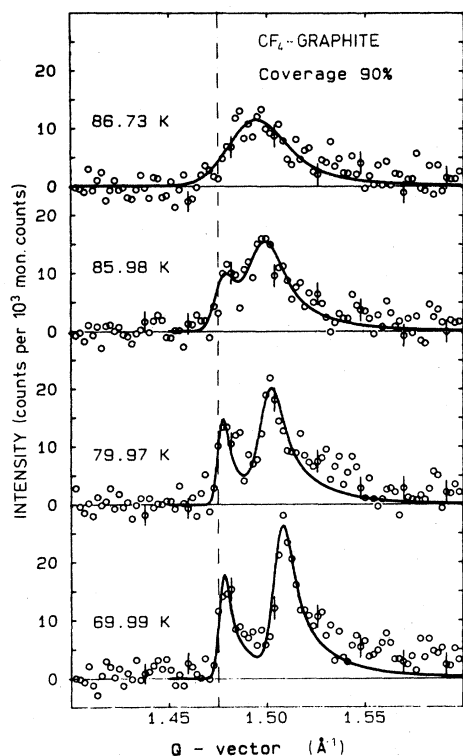 CF₄-GRAPHITE
Coverage 90%
INTENSITY (counts per 10³ mon. counts)
20
86.73 K
10
0
20
85.98 K
10
0
20
79.97 K
10
0
20
69.99 K
10
0
1.45 1.50 1.55
Q - vector (Å⁻¹)